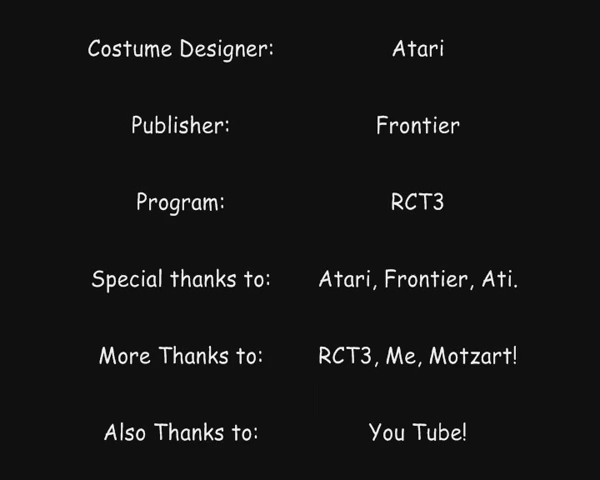 Costume Designer: Atari
Publisher: Frontier
Program: RCT3
Special thanks to: Atari, Frontier, Ati.
More Thanks to: RCT3, Me, Motzart!
Also Thanks to: You Tube!